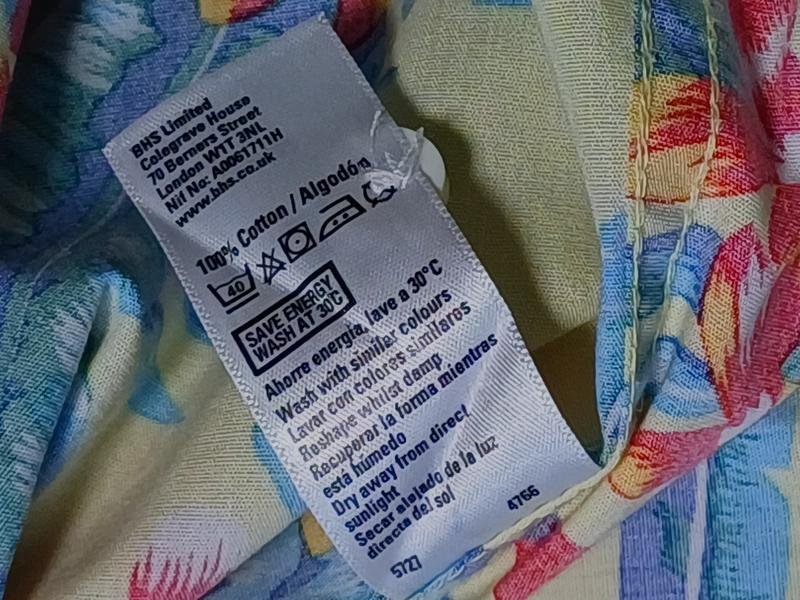 BHS Limited
Colegrave House
70 Berners Street
London W1T 3NL
Nif No: A0061711H
www.bhs.co.uk
100% Cotton / Algodón
40
SAVE ENERGY
WASH AT 30°C
Ahorre energía, lave a 30°C
Wash with similar colours
Lavar con colores similares
Reshape whilst damp
Recuperar la forma mientras
está húmedo
Dry away from direct
sunlight
Secar alejado de la luz
directa del sol
5727 4766